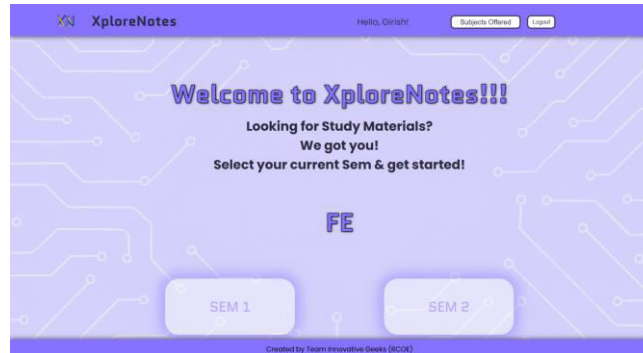 XN XploreNotes Hello, Girish! Subjects Offered Logout
Welcome to XploreNotes!!!
Looking for Study Materials?
We got you!
Select your current Sem & get started!
FE
SEM 1 SEM 2
Created by Team Innovative Geeks (RCOE)